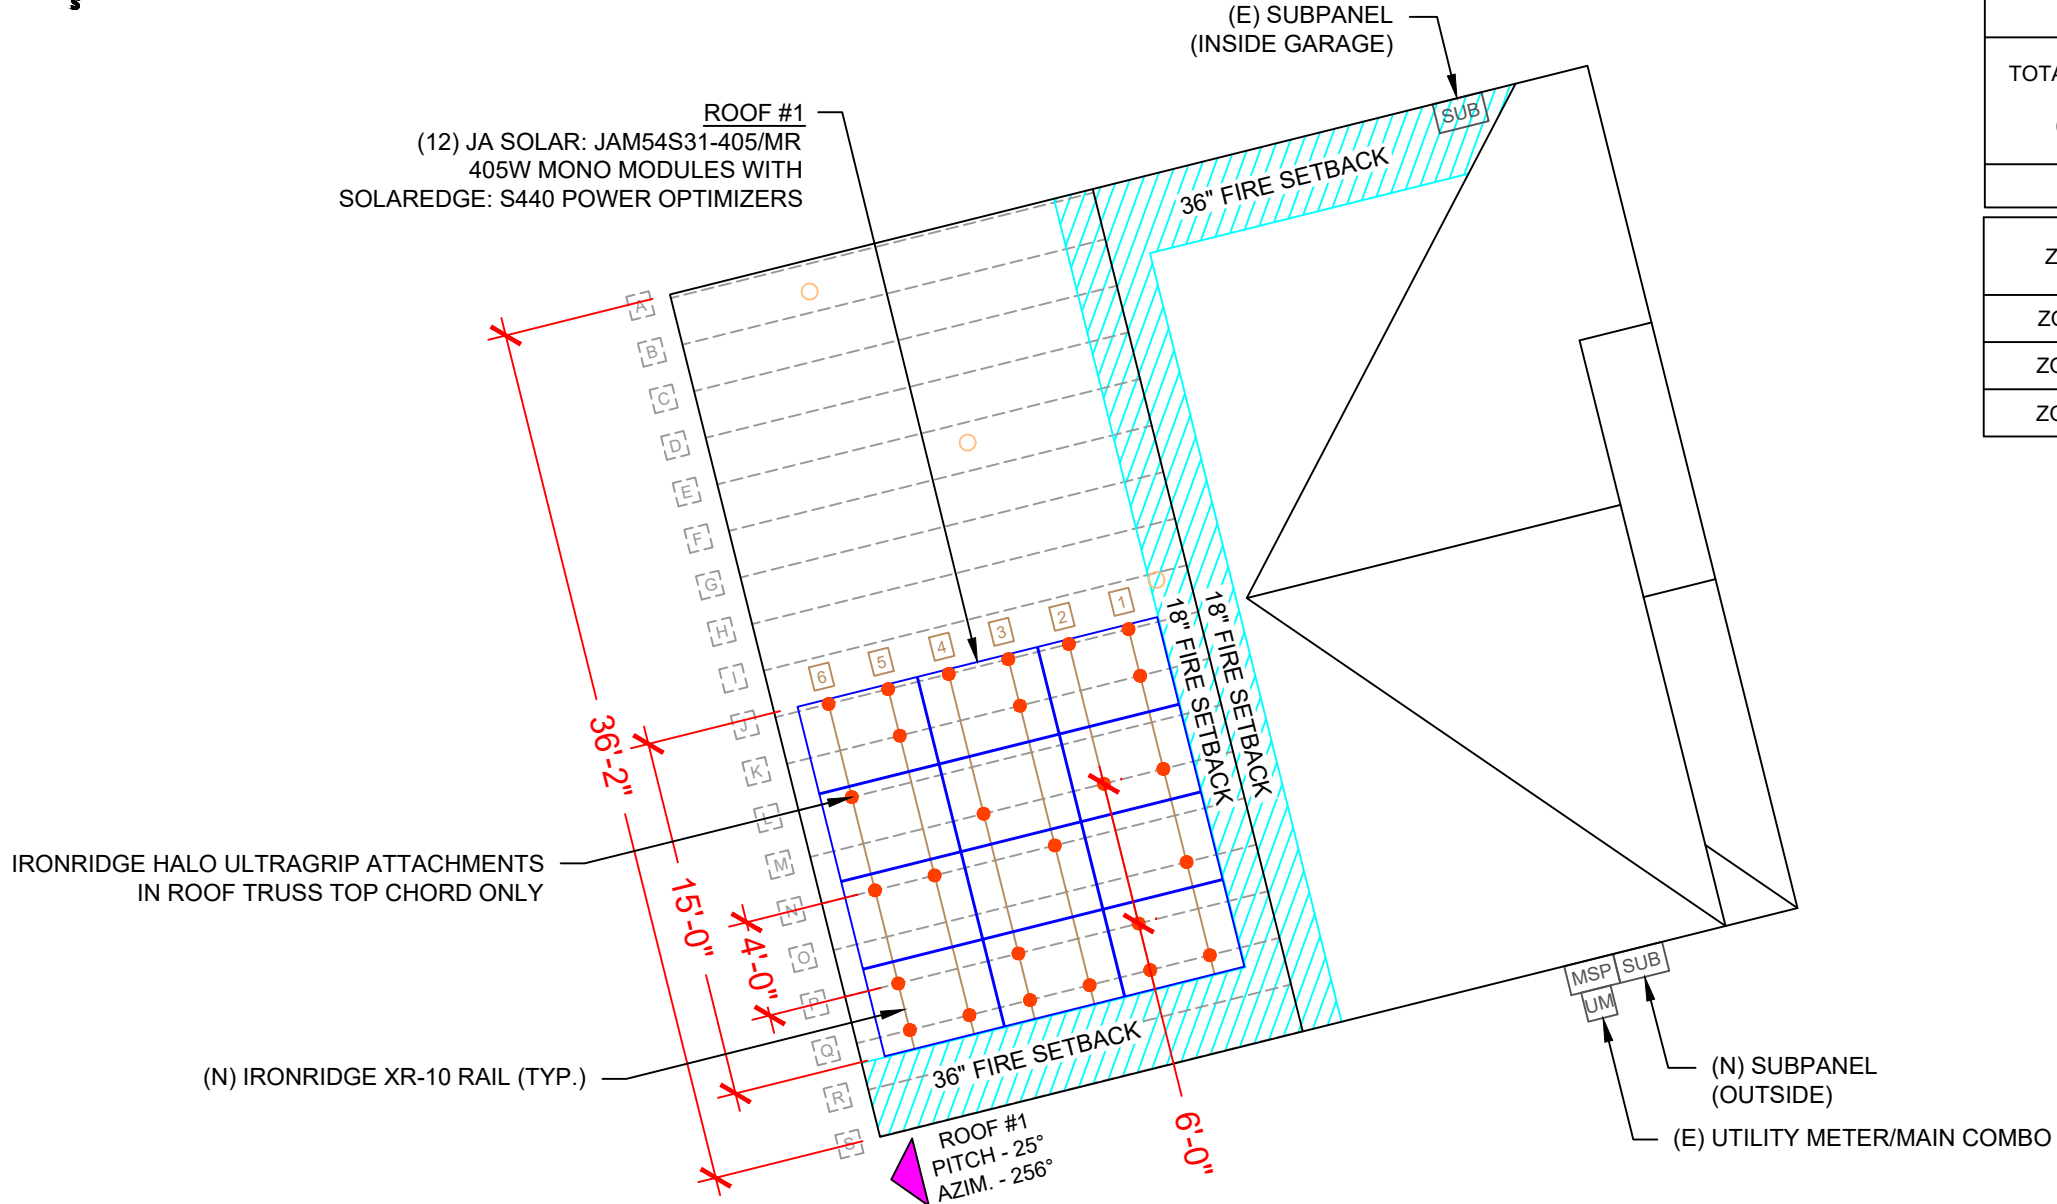 (E) SUBPANEL
(INSIDE GARAGE)
ROOF #1
(12) JA SOLAR: JAM54S31-405/MR
405W MONO MODULES WITH
SOLAREDGE: S440 POWER OPTIMIZERS
SUB
36" FIRE SETBACK
A
B
C
D
E
F
G
H
I
J
K
L
M
N
O
P
Q
R
S
1
2
3
4
5
6
18" FIRE SETBACK
18" FIRE SETBACK
36'-2"
15'-0"
4'-0"
6'-0"
IRONRIDGE HALO ULTRAGRIP ATTACHMENTS
IN ROOF TRUSS TOP CHORD ONLY
(N) IRONRIDGE XR-10 RAIL (TYP.)
36" FIRE SETBACK
ROOF #1
PITCH - 25°
AZIM. - 256°
MSP
SUB
UM
(N) SUBPANEL
(OUTSIDE)
(E) UTILITY METER/MAIN COMBO